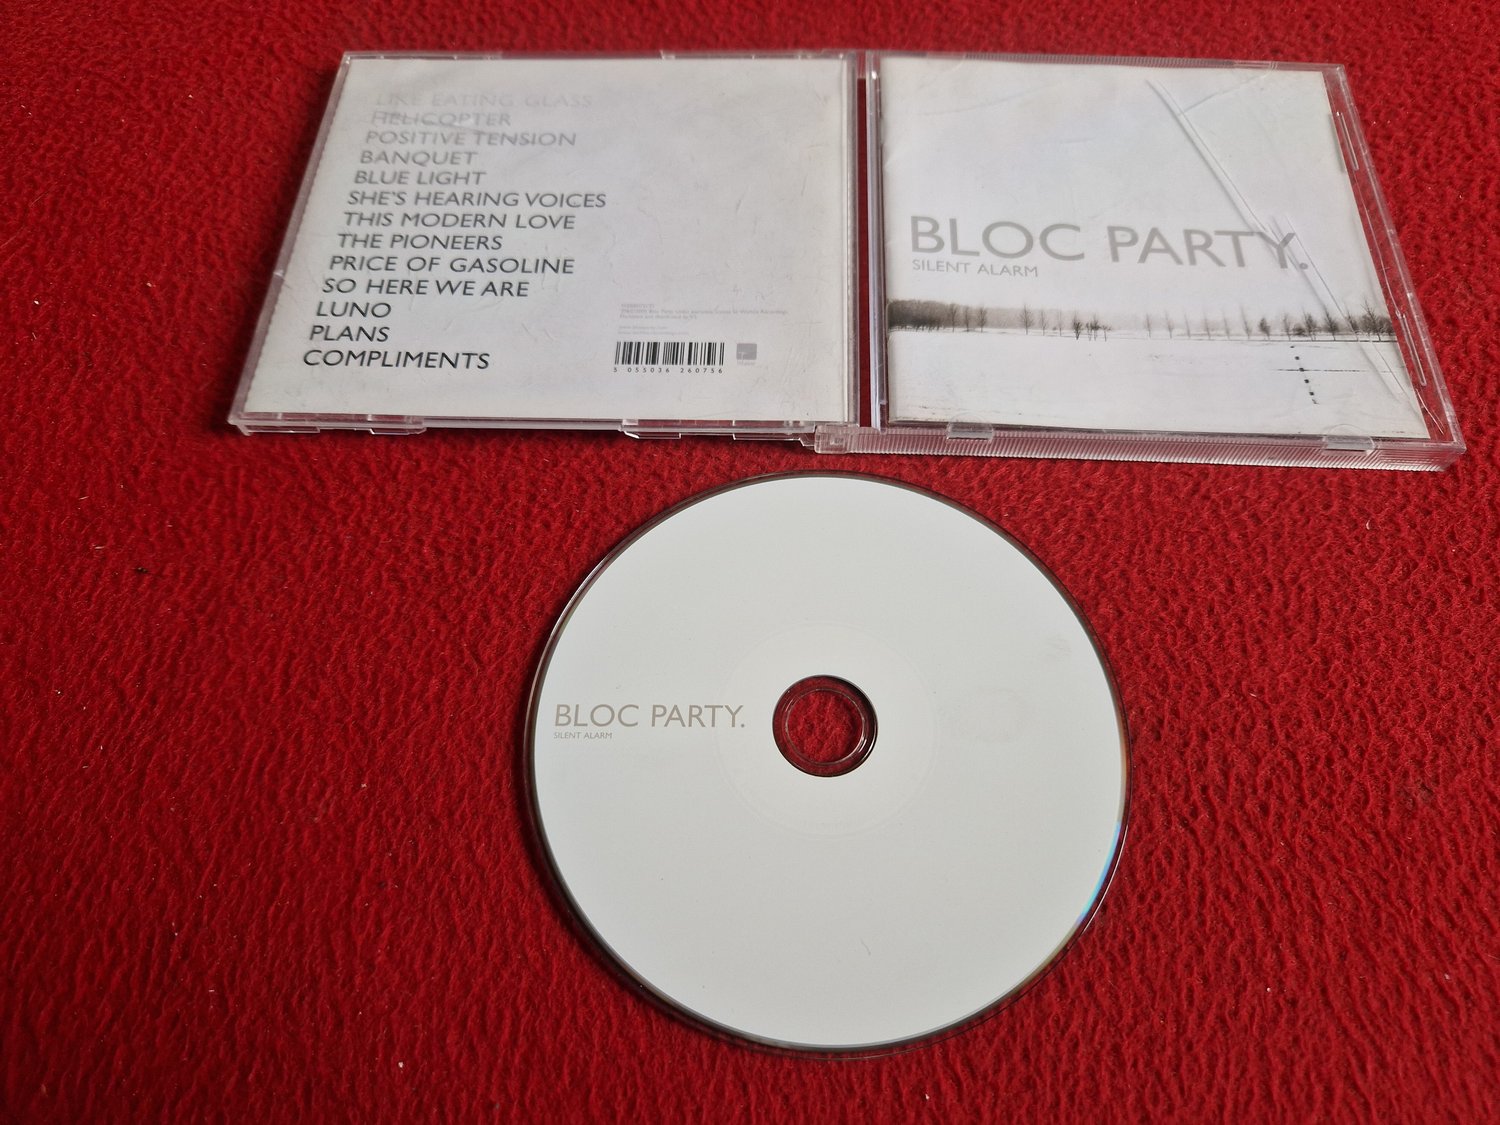 LIKE EATING GLASS
HELICOPTER
POSITIVE TENSION
BANQUET
BLUE LIGHT
SHE'S HEARING VOICES
THIS MODERN LOVE
THE PIONEERS
PRICE OF GASOLINE
SO HERE WE ARE
LUNO
PLANS
COMPLIMENTS
5 055036 260756
BLOC PARTY.
SILENT ALARM
BLOC PARTY.
SILENT ALARM